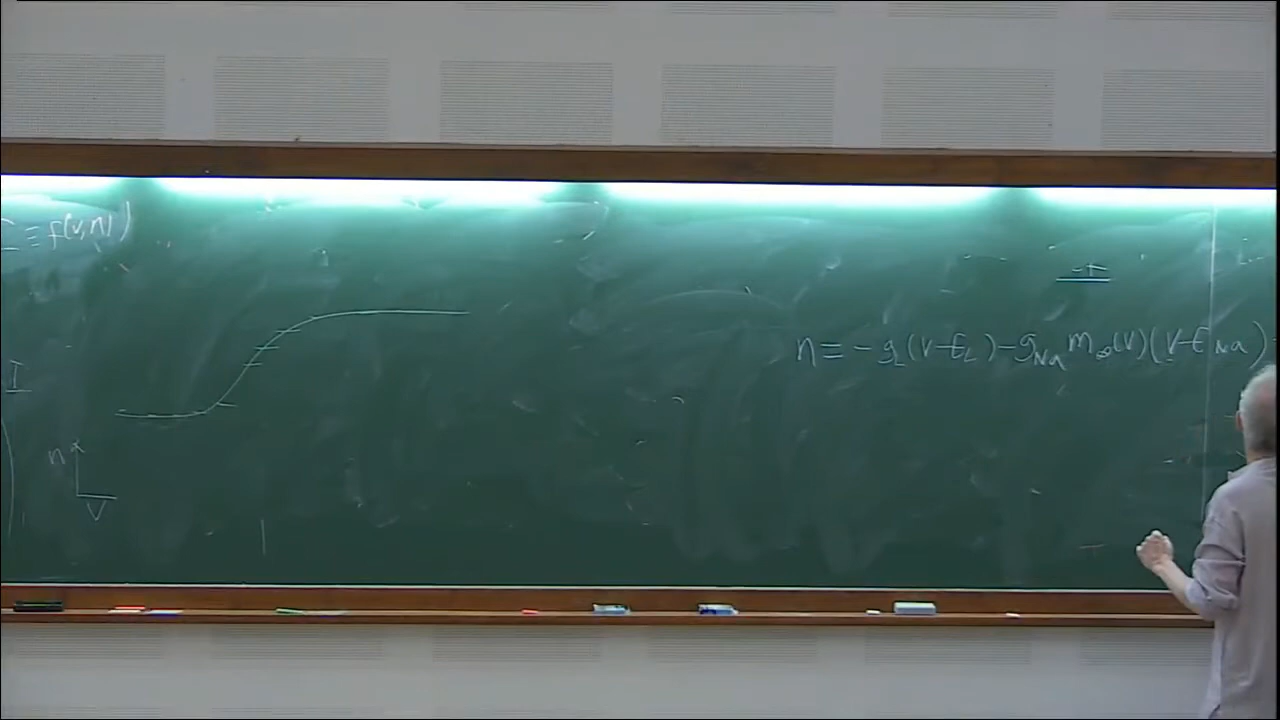 I = f(V,n)
n = -g_L(V-E_L) - g_Na m_∞(V)(V-E_Na)
I
n
V